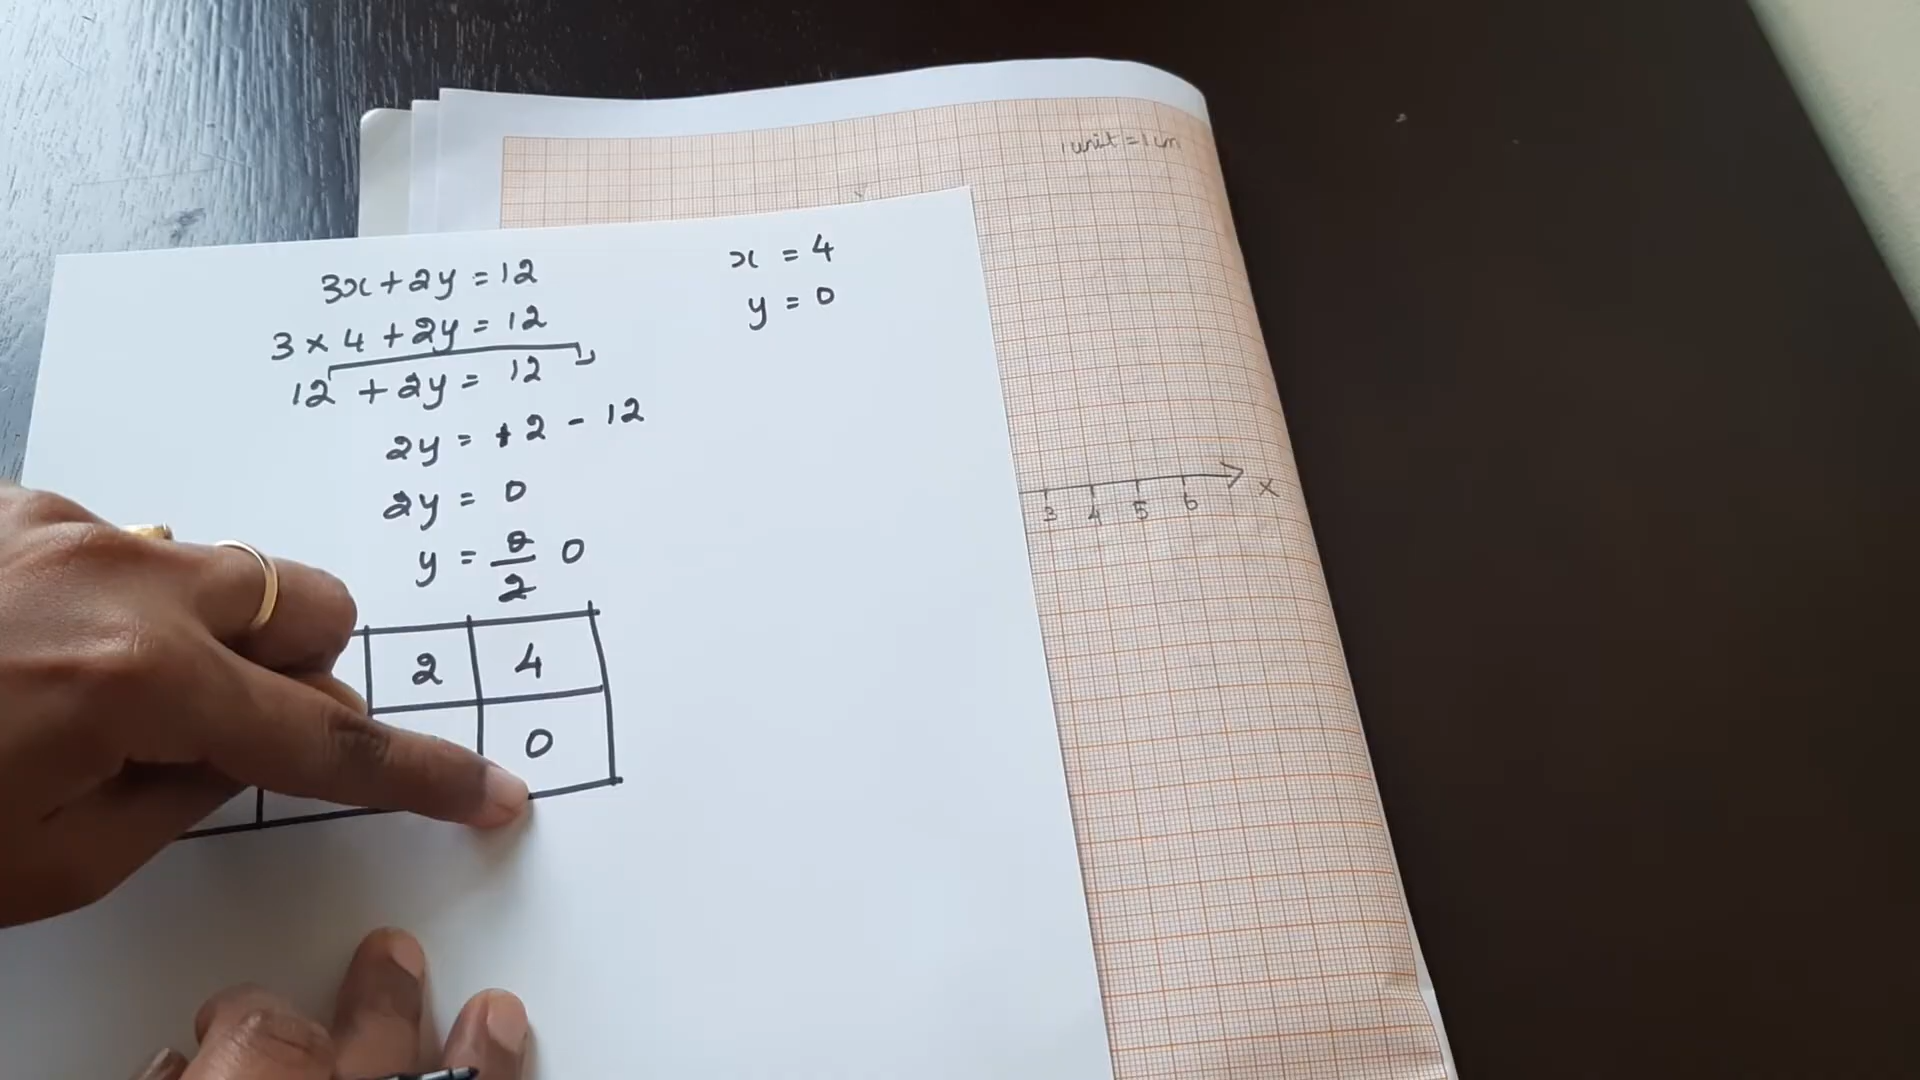 1 unit = 1 cm
3x + 2y = 12
3 × 4 + 2y = 12
12 + 2y = 12
2y = 12 - 12
2y = 0
y = 0/2 0
x = 4
y = 0
2 4
0
3 4 5 6 X